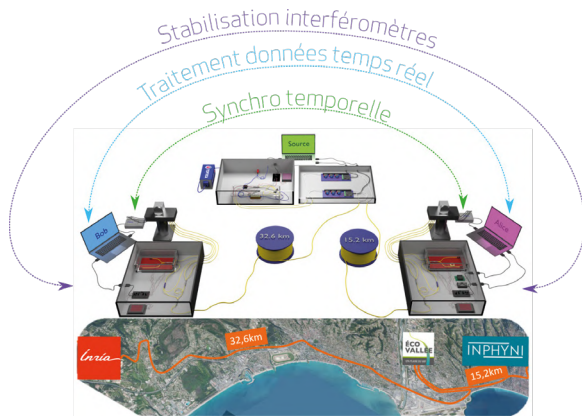 Stabilisation interféromètres
Traitement données temps réel
Synchro temporelle
Source
Bob
32,6 km
15,2 km
Alice
Inria
32,6km
ÉCO
VALLÉE
INPHYNI
15,2km